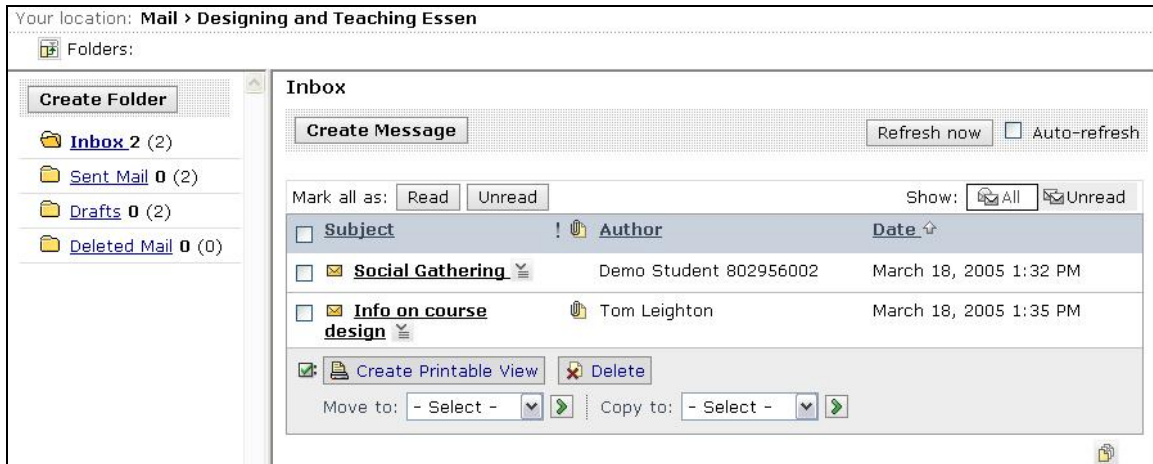 Your location: Mail › Designing and Teaching Essen
Folders:
Create Folder
Inbox 2 (2)
Sent Mail 0 (2)
Drafts 0 (2)
Deleted Mail 0 (0)
Inbox
Create Message Refresh now Auto-refresh
Mark all as: Read Unread Show: All Unread
Subject ! Author Date
Social Gathering Demo Student 802956002 March 18, 2005 1:32 PM
Info on course Tom Leighton March 18, 2005 1:35 PM
design
Create Printable View Delete
Move to: - Select - Copy to: - Select -